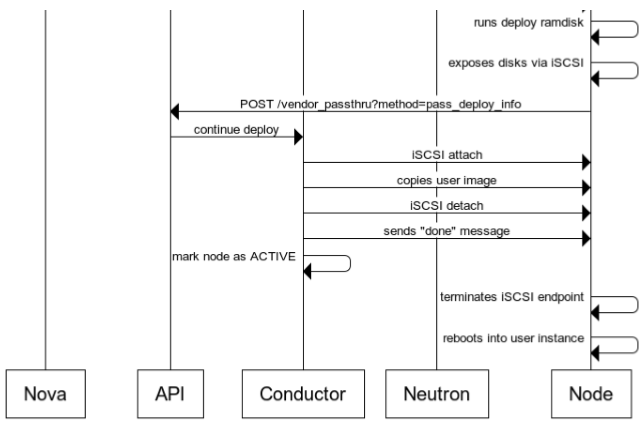 runs deploy ramdisk
exposes disks via iSCSI
POST /vendor_passthru?method=pass_deploy_info
continue deploy
iSCSI attach
copies user image
iSCSI detach
sends "done" message
mark node as ACTIVE
terminates iSCSI endpoint
reboots into user instance
Nova API Conductor Neutron Node